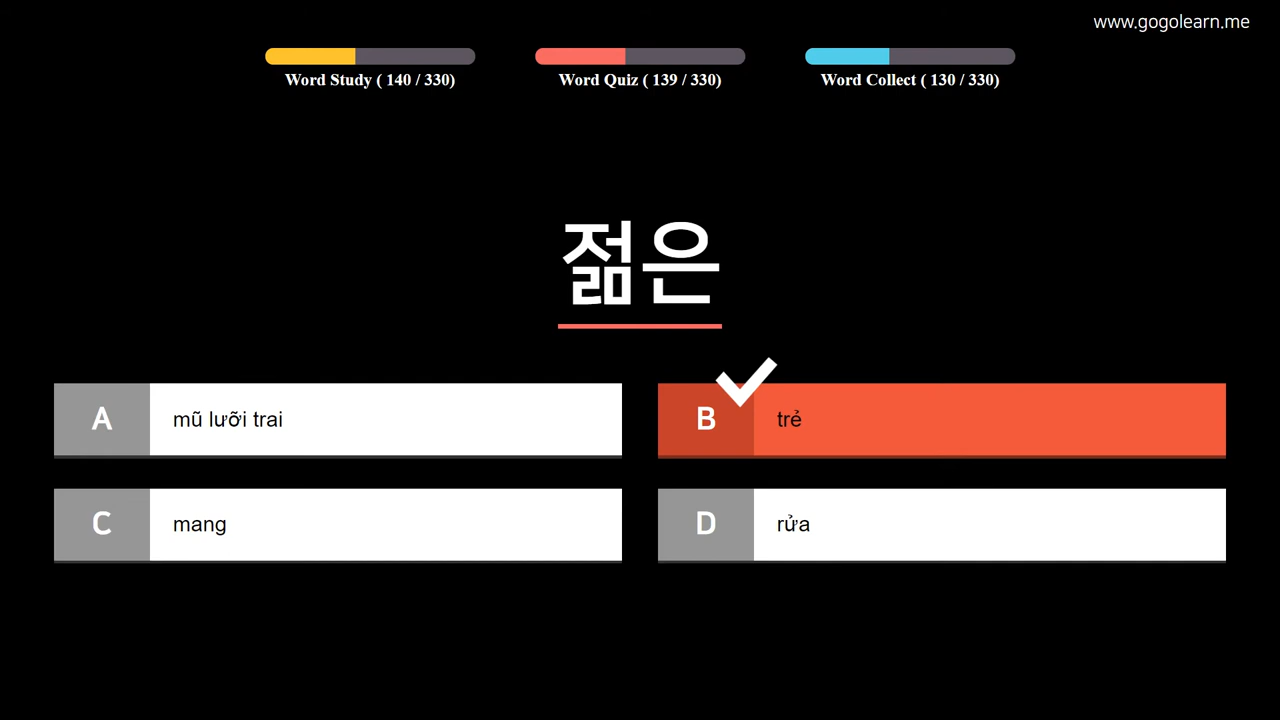 www.gogolearn.me
Word Study ( 140 / 330)
Word Quiz ( 139 / 330)
Word Collect ( 130 / 330)
젊은
A mũ lưỡi trai
B trẻ
C mang
D rửa